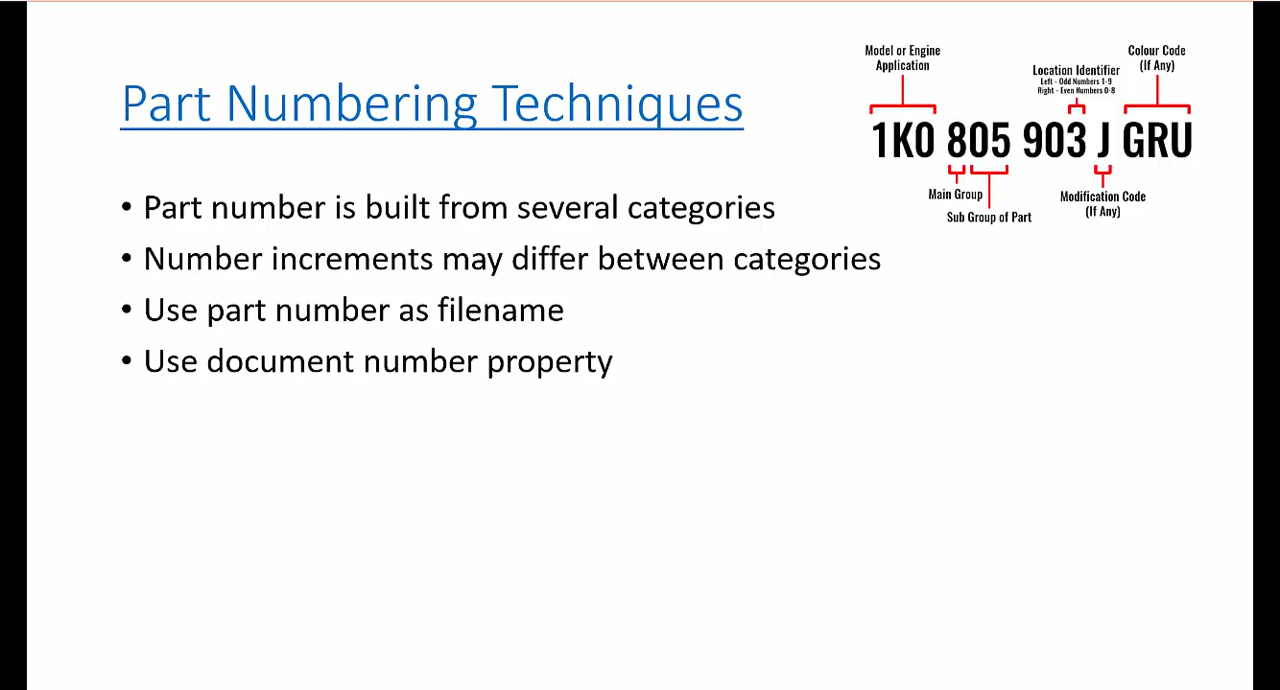 Part Numbering Techniques
• Part number is built from several categories
• Number increments may differ between categories
• Use part number as filename
• Use document number property
Model or Engine
Application
Location Identifier
Left - Odd Numbers 1-9
Right - Even Numbers 0-8
Colour Code
(If Any)
1K0 805 903 J GRU
Main Group
Sub Group of Part
Modification Code
(If Any)